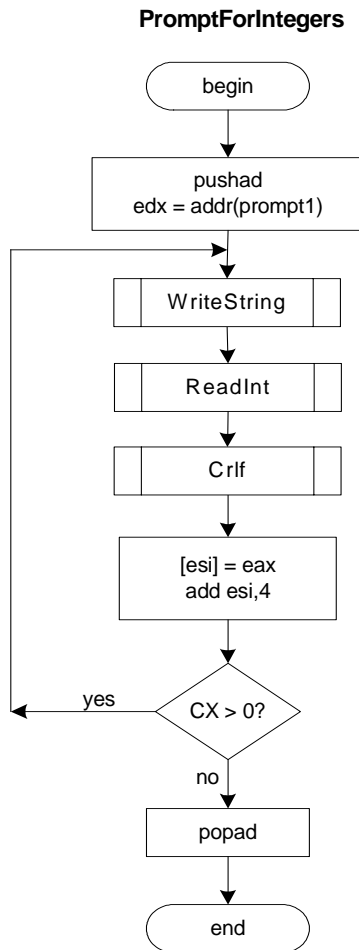 PromptForIntegers
begin
pushad
edx = addr(prompt1)
WriteString
ReadInt
Crlf
[esi] = eax
add esi,4
yes
CX > 0?
no
popad
end